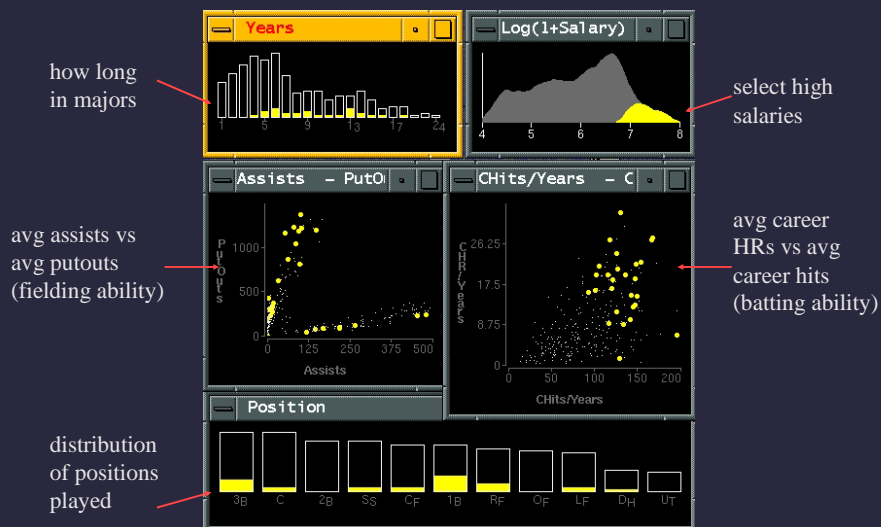 Years
Log(1+Salary)
how long
in majors
select high
salaries
1 5 9 13 17 24
4 5 6 7 8
Assists - PutO
CHits/Years - C
avg assists vs
avg putouts
(fielding ability)
PutOuts
1000
500
0
0 125 250 375 500
Assists
CHR/Years
26.25
17.5
8.75
0
0 50 100 150 200
CHits/Years
avg career
HRs vs avg
career hits
(batting ability)
Position
distribution
of positions
played
3B C 2B SS CF 1B RF OF LF DH UT